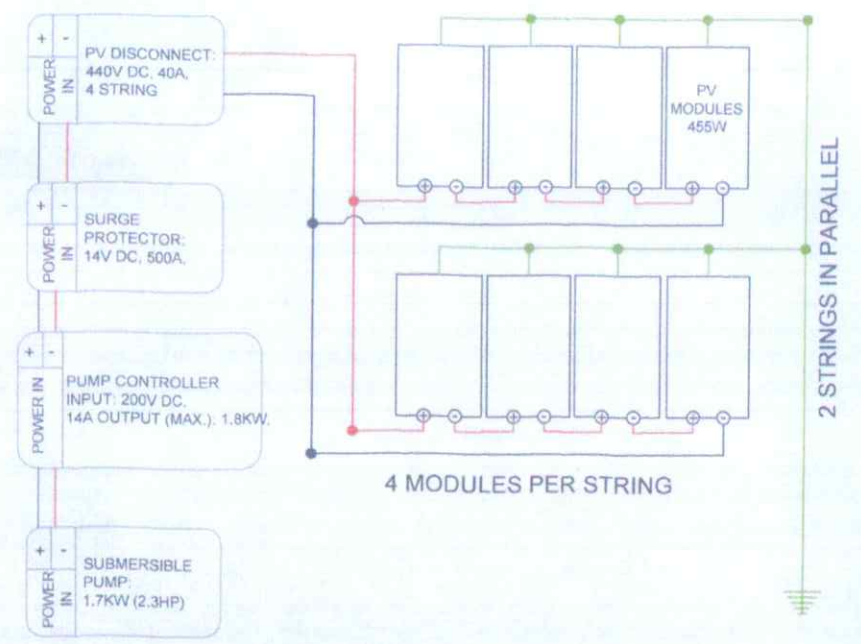 + -
POWER IN
PV DISCONNECT:
440V DC, 40A,
4 STRING
+ -
POWER IN
SURGE
PROTECTOR:
14V DC, 500A,
+ -
POWER IN
PUMP CONTROLLER
INPUT: 200V DC,
14A OUTPUT (MAX.): 1.8KW.
+ -
POWER IN
SUBMERSIBLE
PUMP:
1.7KW (2.3HP)
PV
MODULES
455W
+ - + - + - + -
+ - + - + - + -
4 MODULES PER STRING
2 STRINGS IN PARALLEL